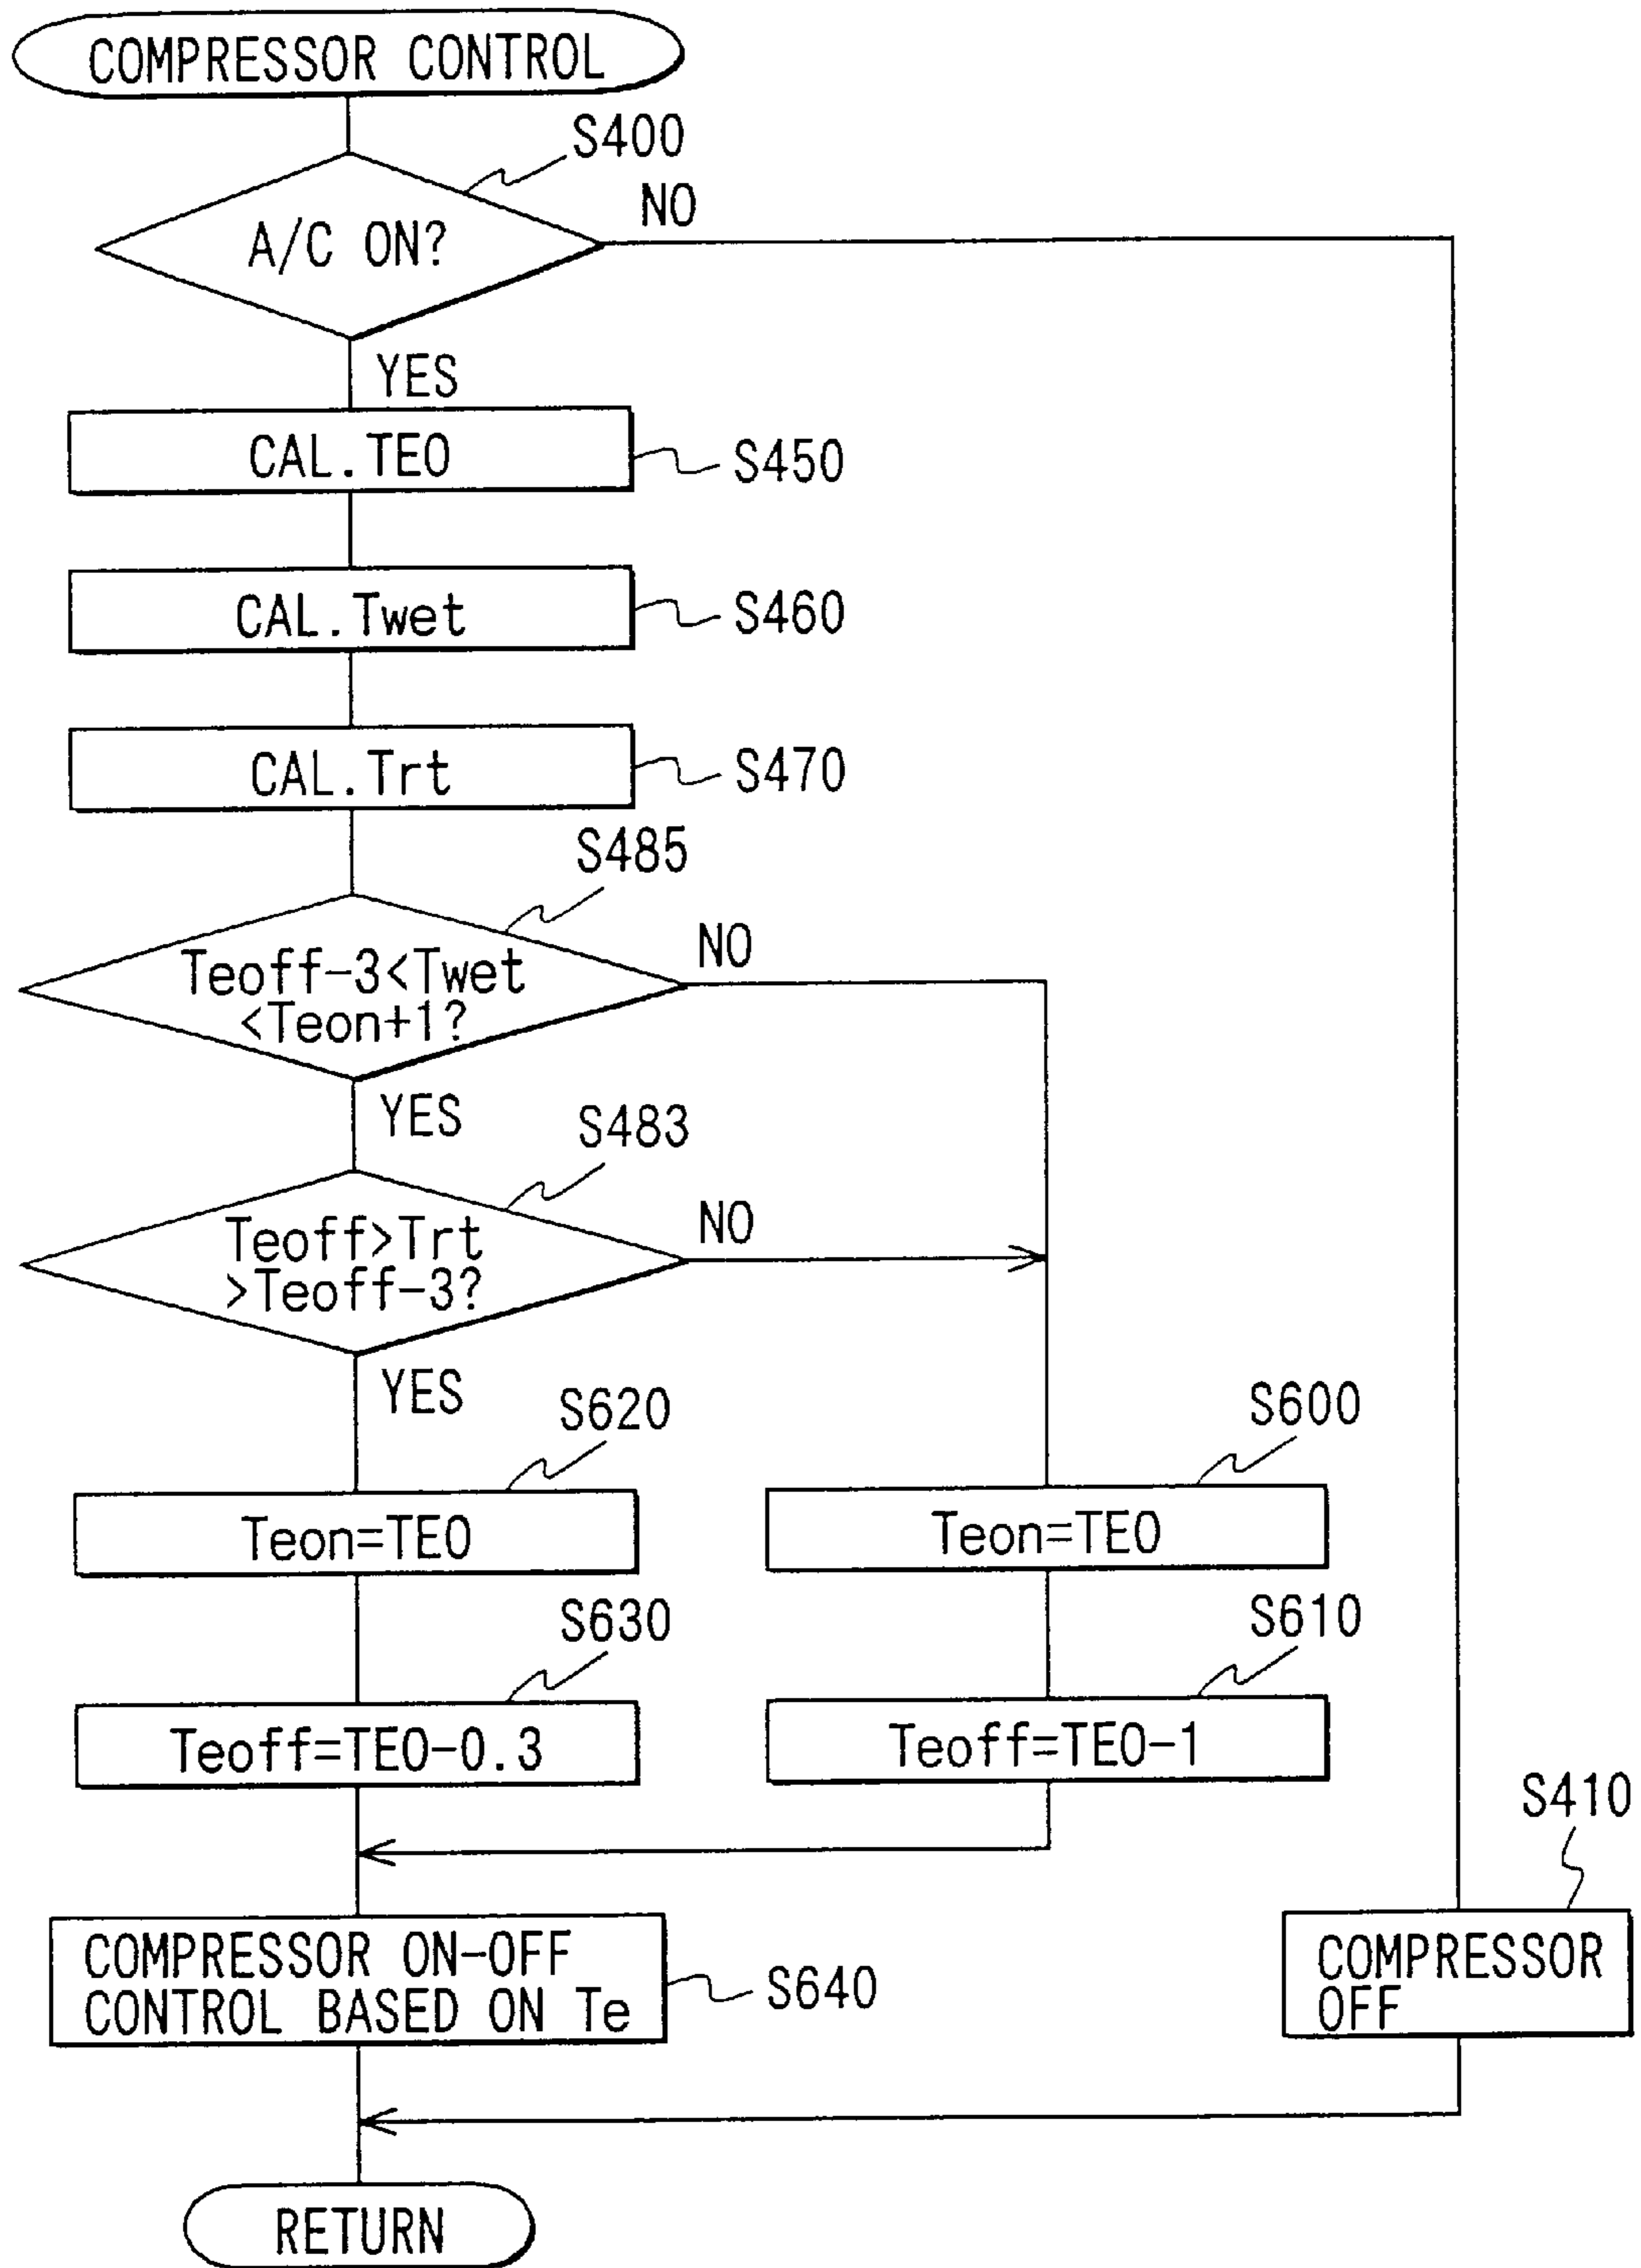 COMPRESSOR CONTROL
S400
A/C ON?
NO
YES
CAL.TEO
S450
CAL.Twet
S460
CAL.Trt
S470
S485
Teoff-3<Twet
<Teon+1?
NO
YES
S483
Teoff>Trt
>Teoff-3?
NO
YES
S620
Teon=TEO
S630
Teoff=TEO-0.3
S600
Teon=TEO
S610
Teoff=TEO-1
COMPRESSOR ON-OFF
CONTROL BASED ON Te
S640
S410
COMPRESSOR
OFF
RETURN